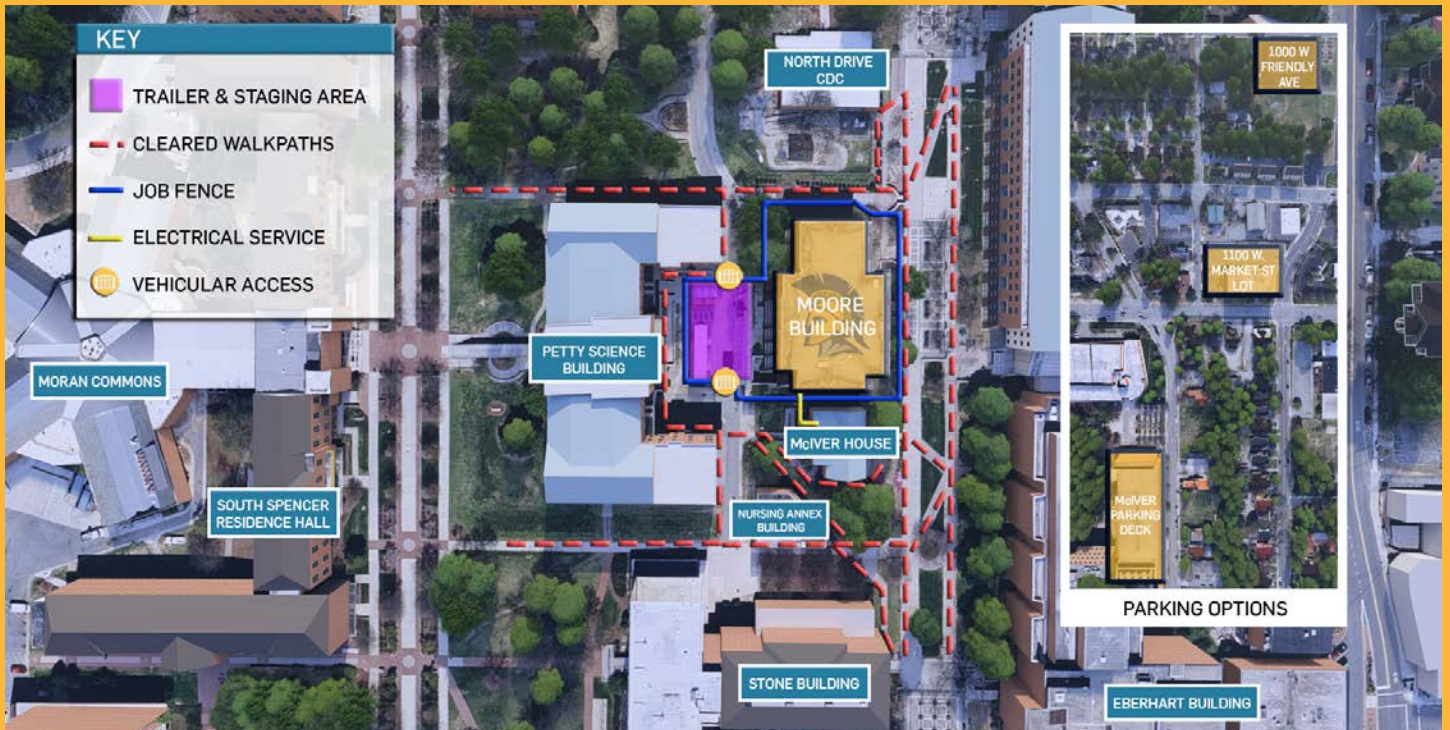 KEY
TRAILER & STAGING AREA
CLEARED WALKPATHS
JOB FENCE
ELECTRICAL SERVICE
VEHICULAR ACCESS
NORTH DRIVE
CDC
MOORE
BUILDING
PETTY SCIENCE
BUILDING
MORAN COMMONS
McIVER HOUSE
SOUTH SPENCER
RESIDENCE HALL
NURSING ANNEX
BUILDING
STONE BUILDING
EBERHART BUILDING
1000 W
FRIENDLY
AVE
1100 W.
MARKET ST
LOT
McIVER
PARKING
DECK
PARKING OPTIONS